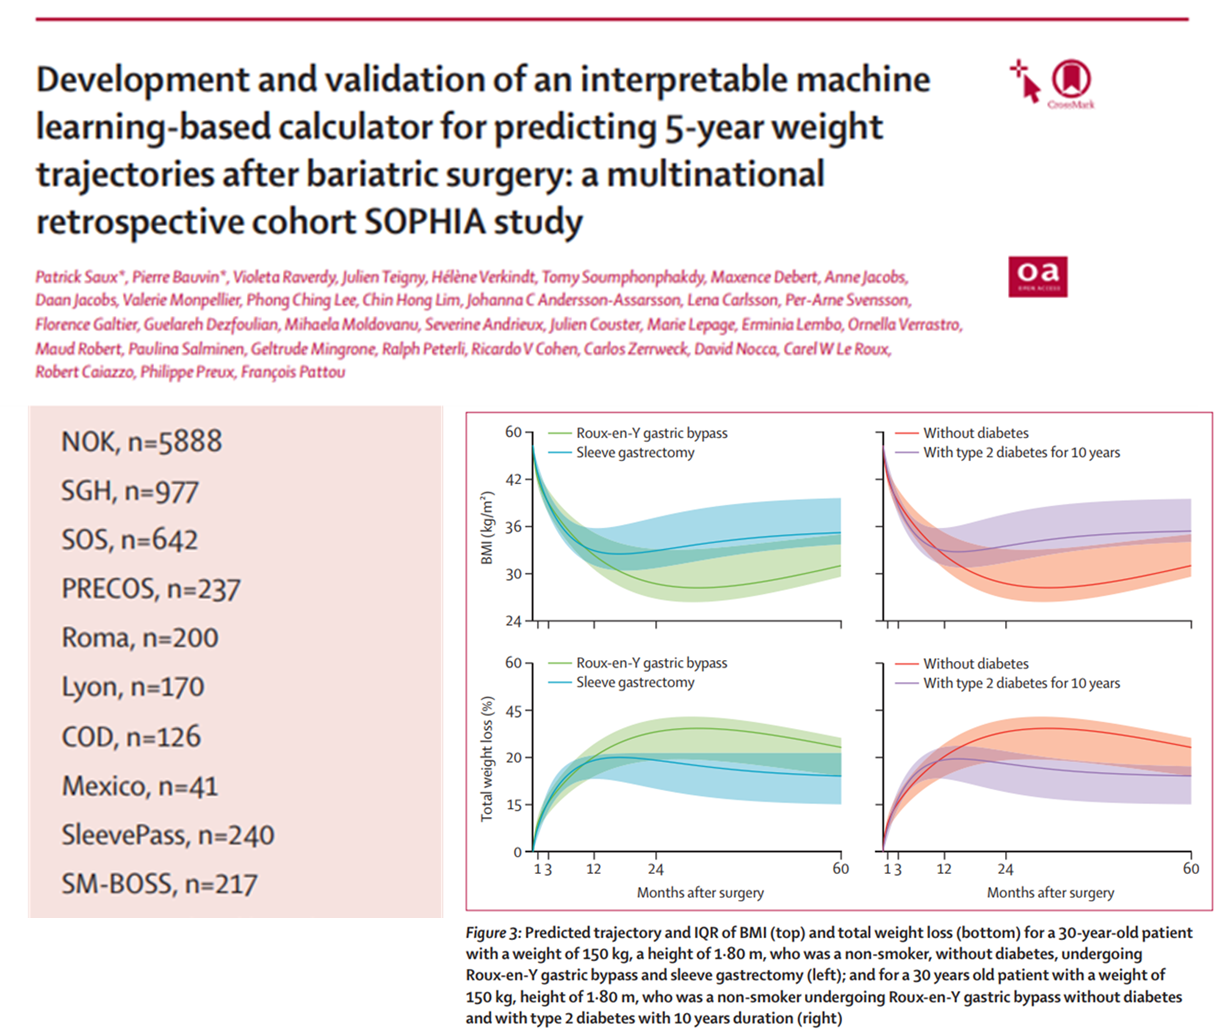 Development and validation of an interpretable machine
learning-based calculator for predicting 5-year weight
trajectories after bariatric surgery: a multinational
retrospective cohort SOPHIA study
CrossMark
Patrick Saux*, Pierre Bauvin*, Violeta Raverdy, Julien Teigny, Hélène Verkindt, Tomy Soumphonphakdy, Maxence Debert, Anne Jacobs,
Daan Jacobs, Valerie Monpellier, Phong Ching Lee, Chin Hong Lim, Johanna C Andersson-Assarsson, Lena Carlsson, Per-Arne Svensson,
Florence Galtier, Guelareh Dezfoulian, Mihaela Moldovanu, Severine Andrieux, Julien Couster, Marie Lepage, Erminia Lembo, Ornella Verrastro,
Maud Robert, Paulina Salminen, Geltrude Mingrone, Ralph Peterli, Ricardo V Cohen, Carlos Zerrweck, David Nocca, Carel W Le Roux,
Robert Caiazzo, Philippe Preux, François Pattou
oa
OPEN ACCESS
NOK, n=5888
SGH, n=977
SOS, n=642
PRECOS, n=237
Roma, n=200
Lyon, n=170
COD, n=126
Mexico, n=41
SleevePass, n=240
SM-BOSS, n=217
60
42
36
30
24
BMI (kg/m²)
Roux-en-Y gastric bypass
Sleeve gastrectomy
Without diabetes
With type 2 diabetes for 10 years
60
45
20
15
0
Total weight loss (%)
Roux-en-Y gastric bypass
Sleeve gastrectomy
Without diabetes
With type 2 diabetes for 10 years
1 3 12 24 60
Months after surgery
1 3 12 24 60
Months after surgery
Figure 3: Predicted trajectory and IQR of BMI (top) and total weight loss (bottom) for a 30-year-old patient
with a weight of 150 kg, a height of 1·80 m, who was a non-smoker, without diabetes, undergoing
Roux-en-Y gastric bypass and sleeve gastrectomy (left); and for a 30 years old patient with a weight of
150 kg, height of 1·80 m, who was a non-smoker undergoing Roux-en-Y gastric bypass without diabetes
and with type 2 diabetes with 10 years duration (right)